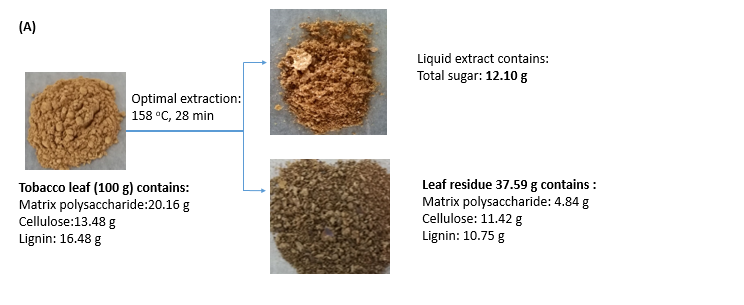 (A)
Optimal extraction:
158 ºC, 28 min
Liquid extract contains:
Total sugar: 12.10 g
Tobacco leaf (100 g) contains:
Matrix polysaccharide:20.16 g
Cellulose:13.48 g
Lignin: 16.48 g
Leaf residue 37.59 g contains :
Matrix polysaccharide: 4.84 g
Cellulose: 11.42 g
Lignin: 10.75 g